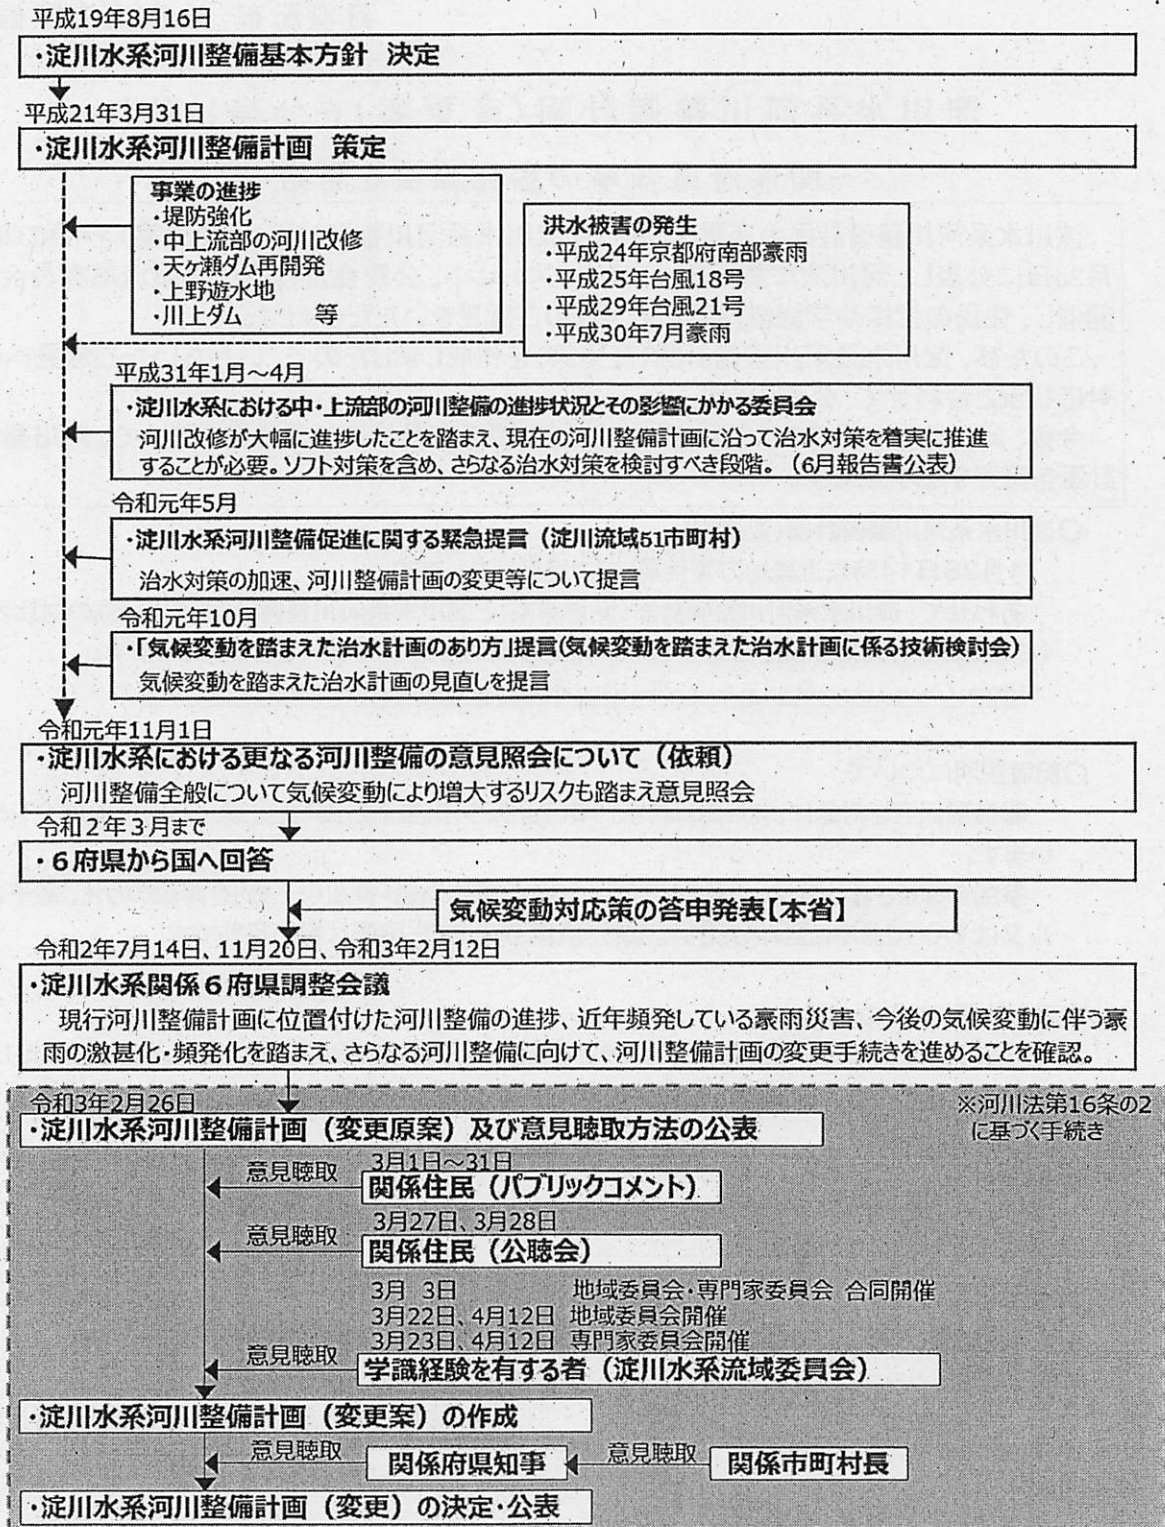 平成19年8月16日
・淀川水系河川整備基本方針 決定
平成21年3月31日
・淀川水系河川整備計画 策定
事業の進捗
・堤防強化
・中上流部の河川改修
・天ヶ瀬ダム再開発
・上野遊水地
・川上ダム 等
洪水被害の発生
・平成24年京都府南部豪雨
・平成25年台風18号
・平成29年台風21号
・平成30年7月豪雨
平成31年1月～4月
・淀川水系における中・上流部の河川整備の進捗状況とその影響にかかる委員会
河川改修が大幅に進捗したことを踏まえ、現在の河川整備計画に沿って治水対策を着実に推進
することが必要。ソフト対策を含め、さらなる治水対策を検討すべき段階。（6月報告書公表）
令和元年5月
・淀川水系河川整備促進に関する緊急提言（淀川流域51市町村）
治水対策の加速、河川整備計画の変更等について提言
令和元年10月
・「気候変動を踏まえた治水計画のあり方」提言(気候変動を踏まえた治水計画に係る技術検討会)
気候変動を踏まえた治水計画の見直しを提言
令和元年11月1日
・淀川水系における更なる河川整備の意見照会について（依頼）
河川整備全般について気候変動により増大するリスクも踏まえ意見照会
令和２年３月まで
・６府県から国へ回答
気候変動対応策の答申発表【本省】
令和2年7月14日、11月20日、令和3年2月12日
・淀川水系関係６府県調整会議
現行河川整備計画に位置付けた河川整備の進捗、近年頻発している豪雨災害、今後の気候変動に伴う豪
雨の激甚化・頻発化を踏まえ、さらなる河川整備に向けて、河川整備計画の変更手続きを進めることを確認。
令和3年2月26日
※河川法第16条の2
に基づく手続き
・淀川水系河川整備計画（変更原案）及び意見聴取方法の公表
3月1日～31日
意見聴取
関係住民（パブリックコメント）
3月27日、3月28日
意見聴取
関係住民（公聴会）
3月 3日 地域委員会・専門家委員会 合同開催
3月22日、4月12日 地域委員会開催
3月23日、4月12日 専門家委員会開催
意見聴取
学識経験を有する者（淀川水系流域委員会）
・淀川水系河川整備計画（変更案）の作成
意見聴取
関係府県知事
意見聴取
関係市町村長
・淀川水系河川整備計画（変更）の決定・公表